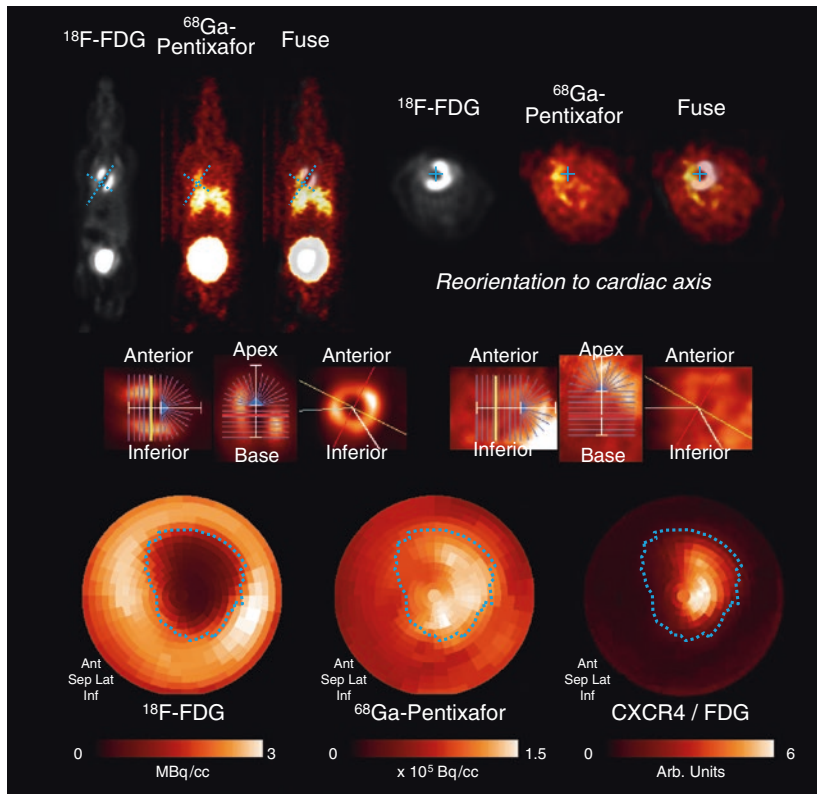 ¹⁸F-FDG
⁶⁸Ga-
Pentixafor
Fuse
¹⁸F-FDG
⁶⁸Ga-
Pentixafor
Fuse
Reorientation to cardiac axis
Anterior
Apex
Anterior
Inferior
Base
Inferior
Anterior
Apex
Anterior
Inferior
Base
Inferior
Ant
Sep Lat
Inf
¹⁸F-FDG
0
3
MBq/cc
Ant
Sep Lat
Inf
⁶⁸Ga-Pentixafor
0
1.5
x 10⁵ Bq/cc
Ant
Sep Lat
Inf
CXCR4 / FDG
0
6
Arb. Units